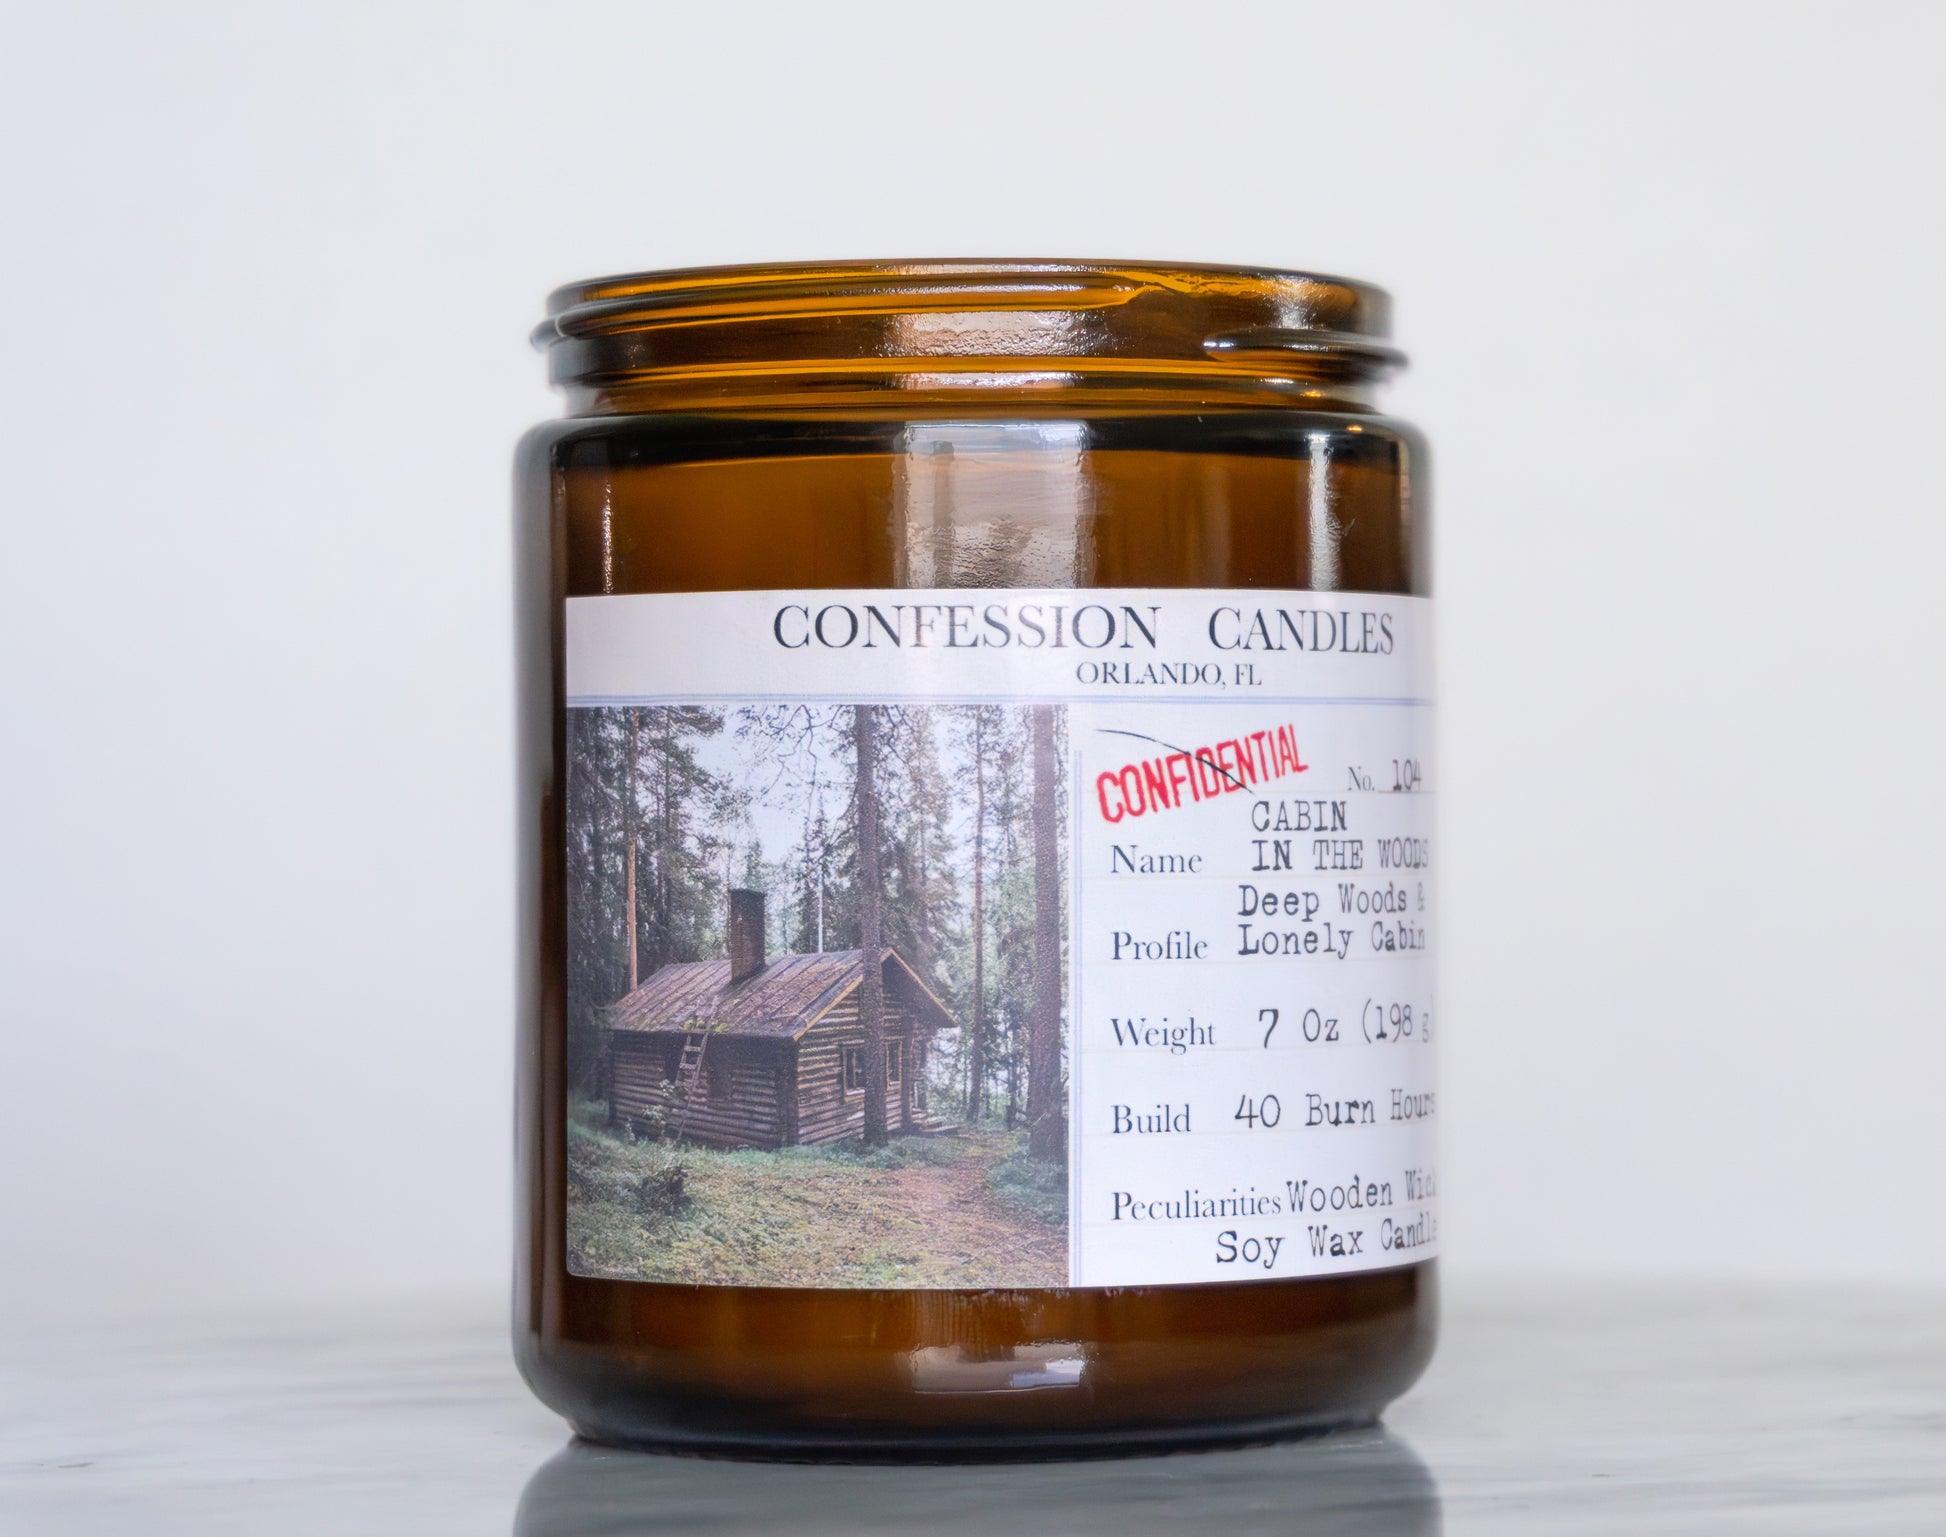 CONFESSION CANDLES
ORLANDO, FL
CONFIDENTIAL
No. 104
CABIN
Name IN THE WOODS
Deep Woods &
Profile Lonely Cabin
Weight 7 Oz (198 g)
Build 40 Burn Hours
Peculiarities Wooden Wick
Soy Wax Candle